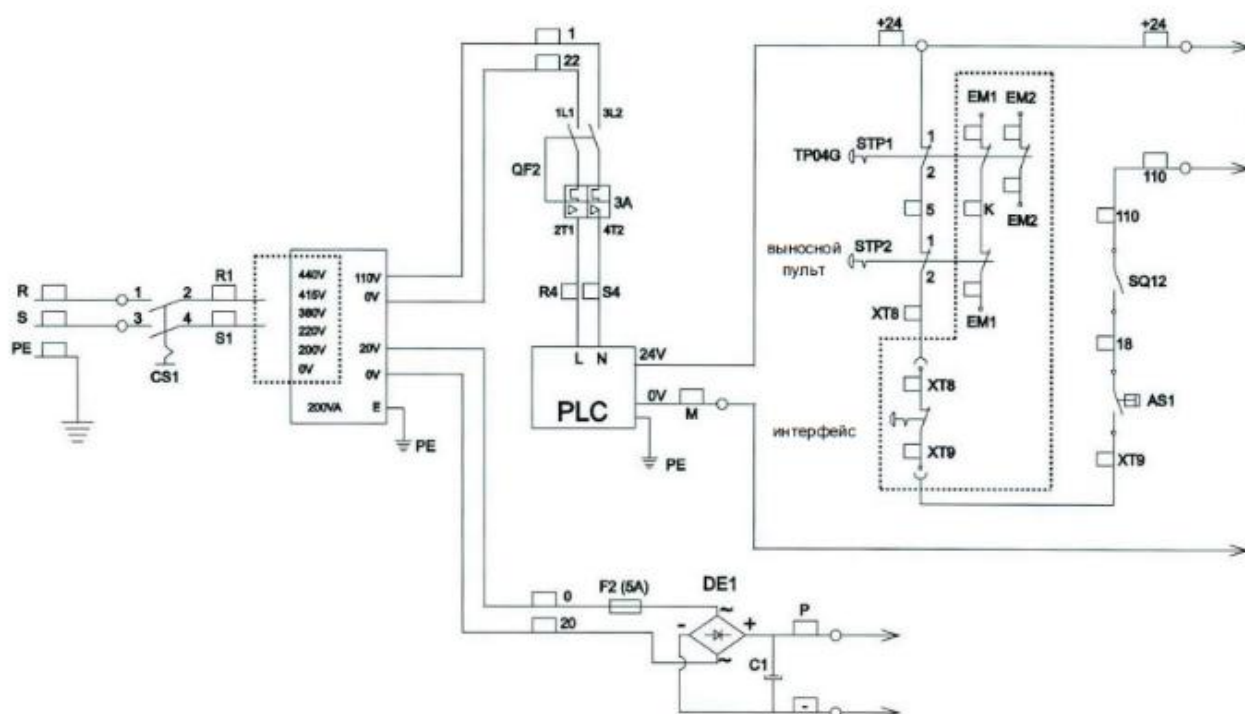 +24
+24
1
22
1L1
3L2
EM1
EM2
STP1
1
TP04G
2
EM2
110
QF2
3A
2T1
4T2
5
K
110
выносной
пульт
STP2
1
2
SQ12
R
1
2
R1
S
3
4
S1
PE
CS1
440V
415V
380V
220V
200V
0V
110V
0V
20V
0V
200VA
E
PE
R4
S4
L
N
24V
PLC
0V
M
PE
XT8
EM1
18
XT8
AS1
интерфейс
XT9
XT9
0
F2 (5A)
DE1
20
~
-
+
~
P
C1
-